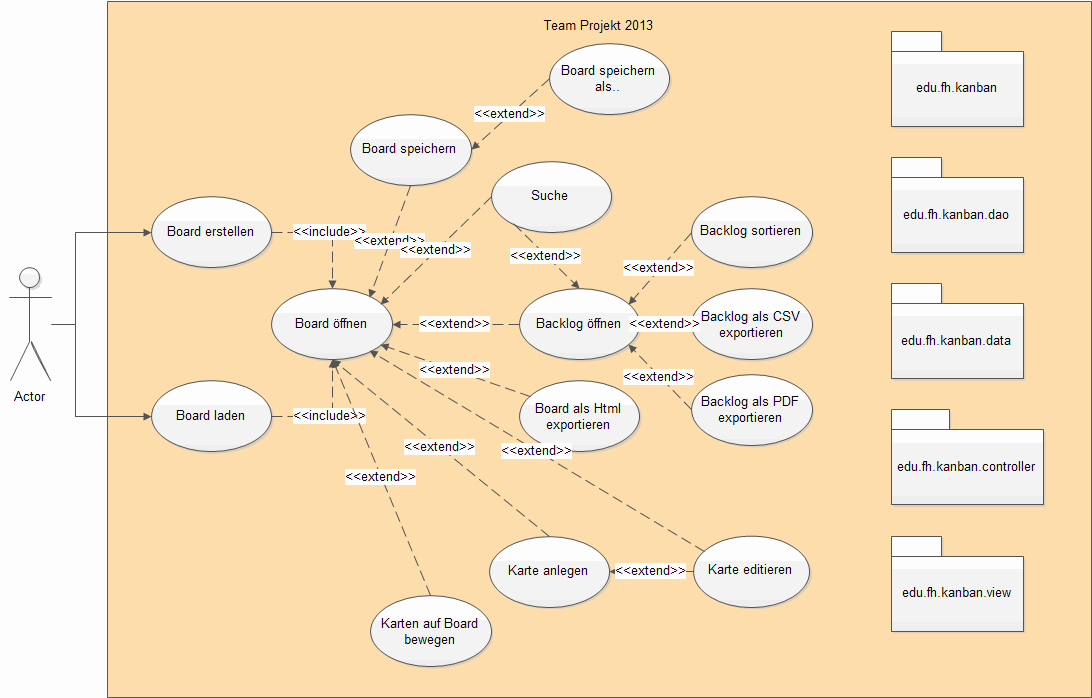 Team Projekt 2013
Board speichern
als..
<<extend>>
Board speichern
Suche
Board erstellen
<<include>>
<<extend>>
<<extend>>
<<extend>>
Backlog sortieren
<<extend>>
Board öffnen
<<extend>>
Backlog öffnen
<<extend>>
Backlog als CSV
exportieren
<<extend>>
<<extend>>
Backlog als PDF
exportieren
Board laden
<<include>>
Board als Html
exportieren
<<extend>>
<<extend>>
<<extend>>
Karte anlegen
<<extend>>
Karte editieren
Karten auf Board
bewegen
Actor
edu.fh.kanban
edu.fh.kanban.dao
edu.fh.kanban.data
edu.fh.kanban.controller
edu.fh.kanban.view